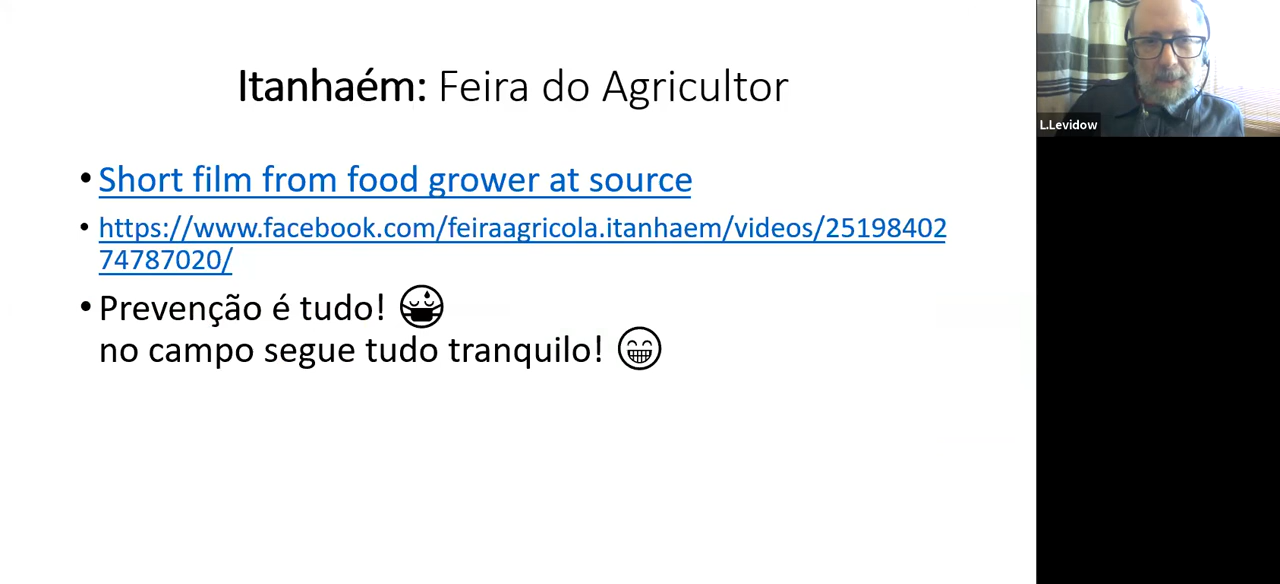 Itanhaém: Feira do Agricultor
• Short film from food grower at source
• https://www.facebook.com/feiraagricola.itanhaem/videos/25198402
74787020/
• Prevenção é tudo! 😷
no campo segue tudo tranquilo! 😁
L.Levidow